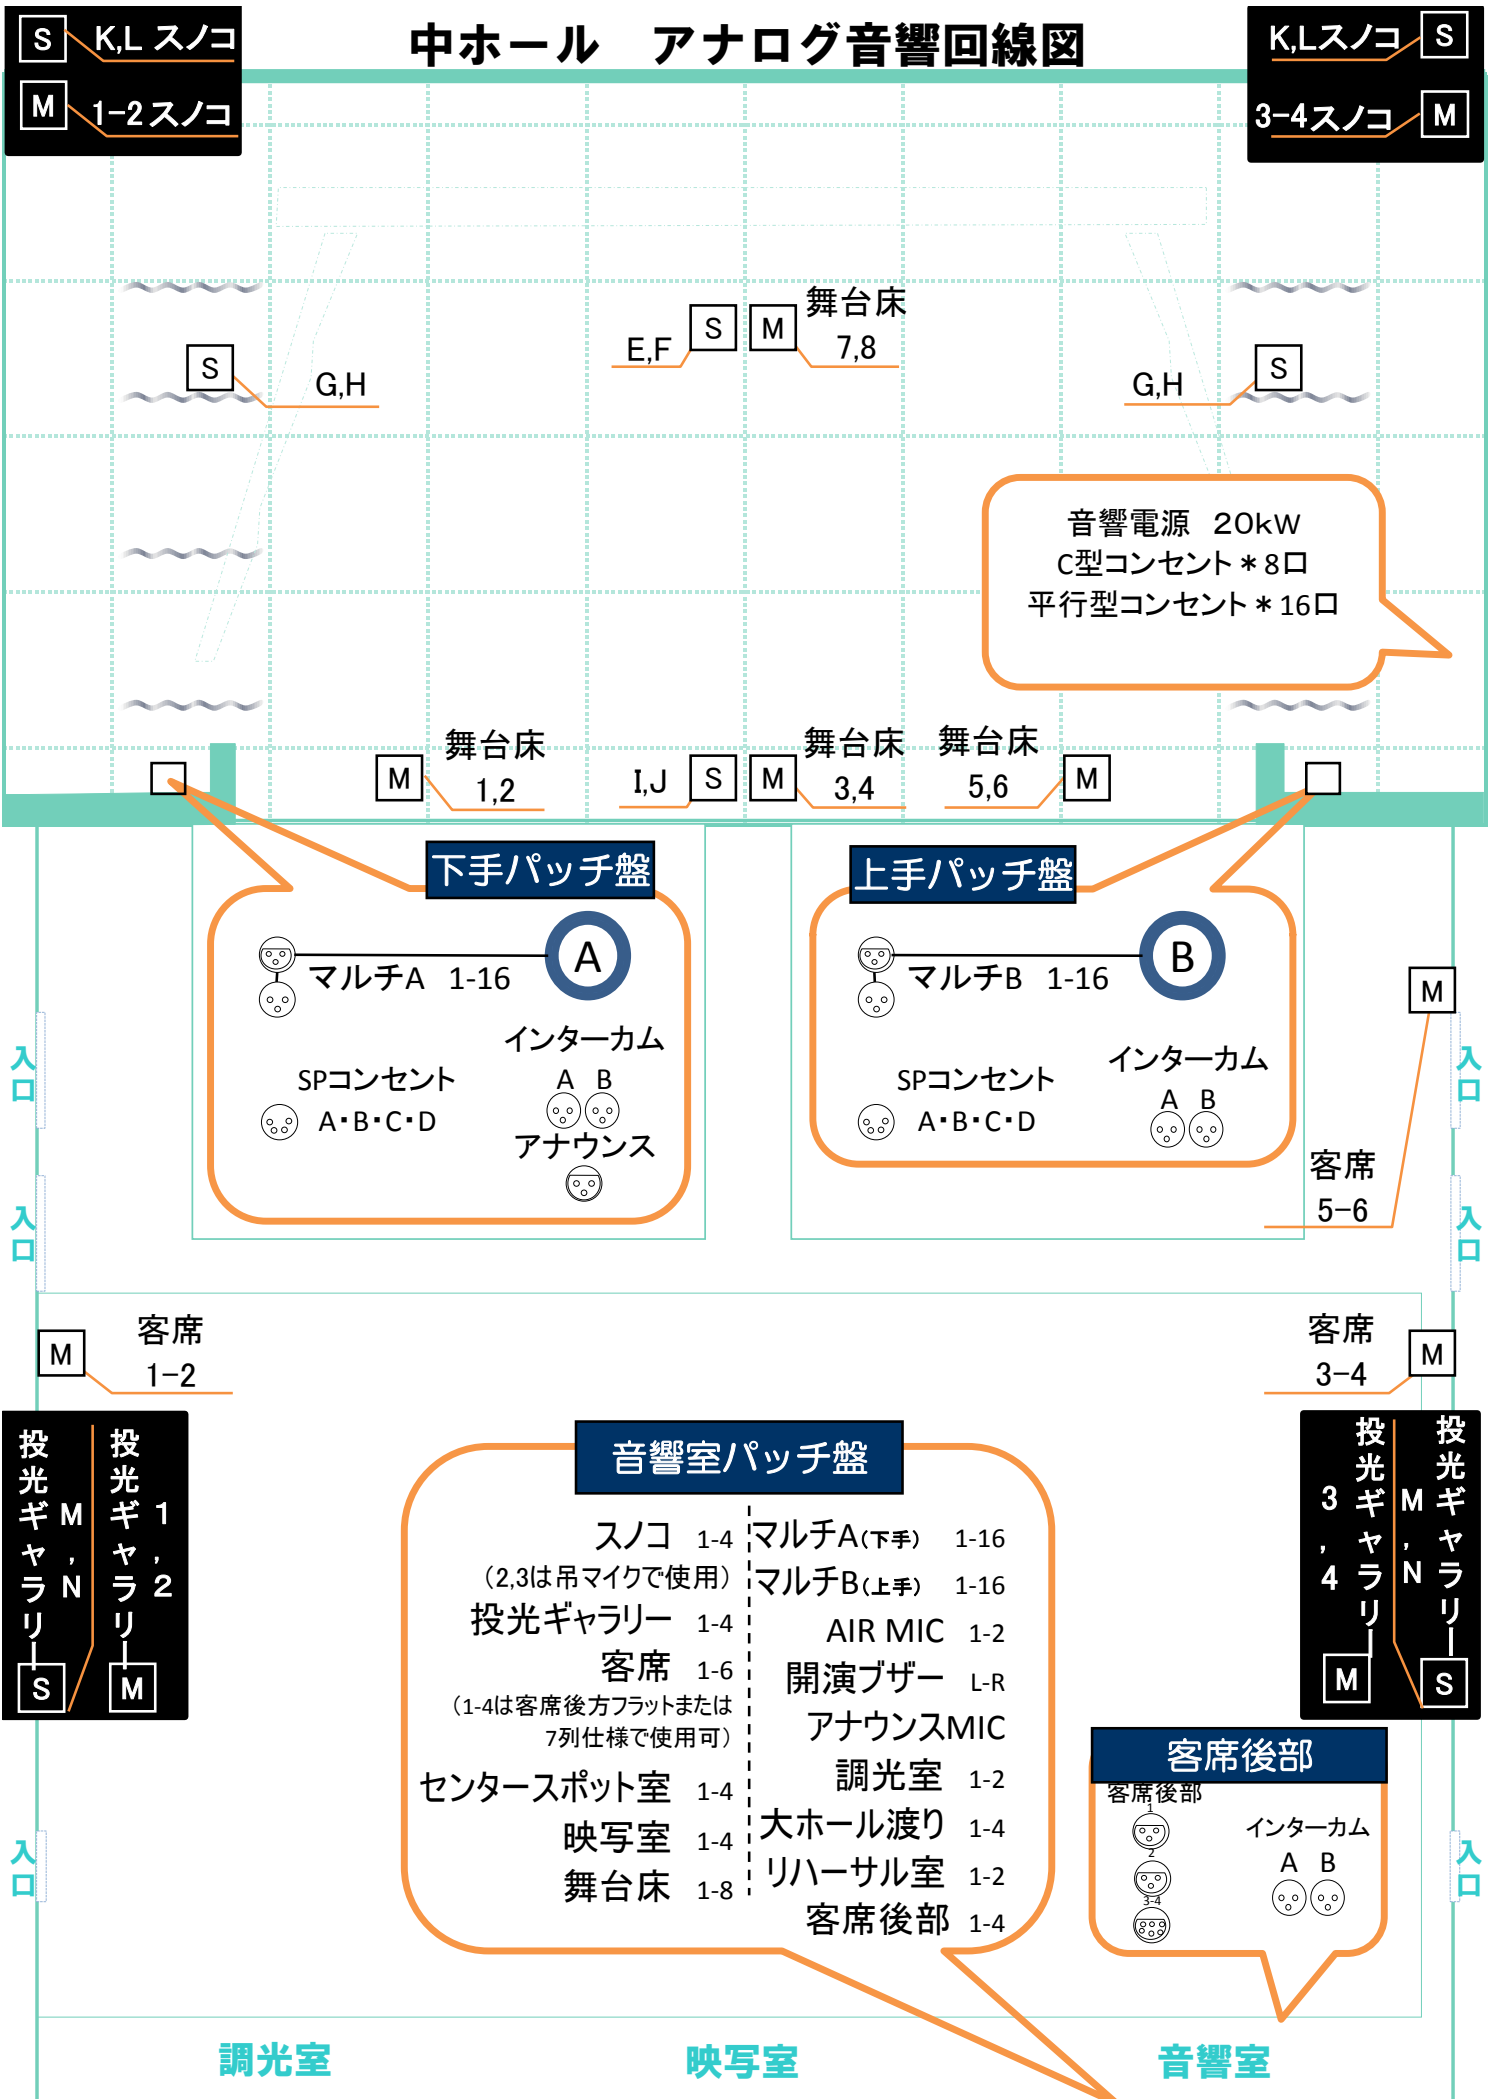 中ホール　アナログ音響回線図
S K,L スノコ
M 1-2 スノコ
K,Lスノコ S
3-4スノコ M
E,F S M 舞台床
7,8
S G,H
G,H S
音響電源　20kW
C型コンセント＊8口
平行型コンセント＊16口
M 舞台床
1,2
I,J S M 舞台床
3,4
舞台床 M
5,6
下手パッチ盤
A
マルチA 1-16
インターカム
A B
SPコンセント
A・B・C・D
アナウンス
上手パッチ盤
B
マルチB 1-16
インターカム
A B
SPコンセント
A・B・C・D
M
客席
5-6
入口
入口
入口
入口
M 客席
1-2
客席 M
3-4
投光ギャラリー S
M,N
投光ギャラリー M
1,2
投光ギャラリー M
3,4
投光ギャラリー S
M,N
音響室パッチ盤
スノコ 1-4
（2,3は吊マイクで使用）
投光ギャラリー 1-4
客席 1-6
（1-4は客席後方フラットまたは
7列仕様で使用可）
センタースポット室 1-4
映写室 1-4
舞台床 1-8
マルチA（下手） 1-16
マルチB（上手） 1-16
AIR MIC 1-2
開演ブザー L-R
アナウンスMIC
調光室 1-2
大ホール渡り 1-4
リハーサル室 1-2
客席後部 1-4
客席後部
客席後部
1
2
3-4
インターカム
A B
入口
入口
調光室
映写室
音響室